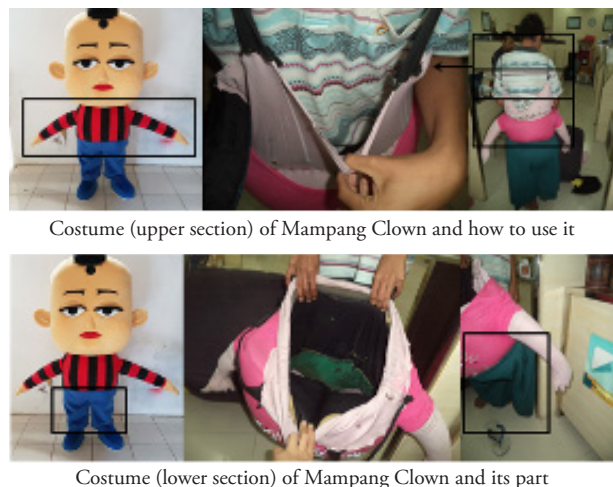 Costume (upper section) of Mampang Clown and how to use it
Costume (lower section) of Mampang Clown and its part